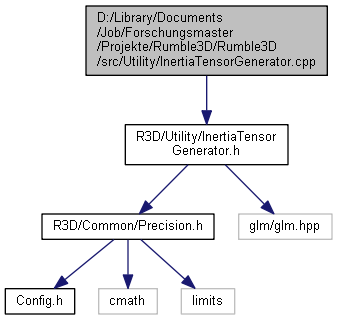 D:/Library/Documents
/Job/Forschungsmaster
/Projekte/Rumble3D/Rumble3D
/src/Utility/InertiaTensorGenerator.cpp
R3D/Utility/InertiaTensor
Generator.h
R3D/Common/Precision.h
glm/glm.hpp
Config.h
cmath
limits